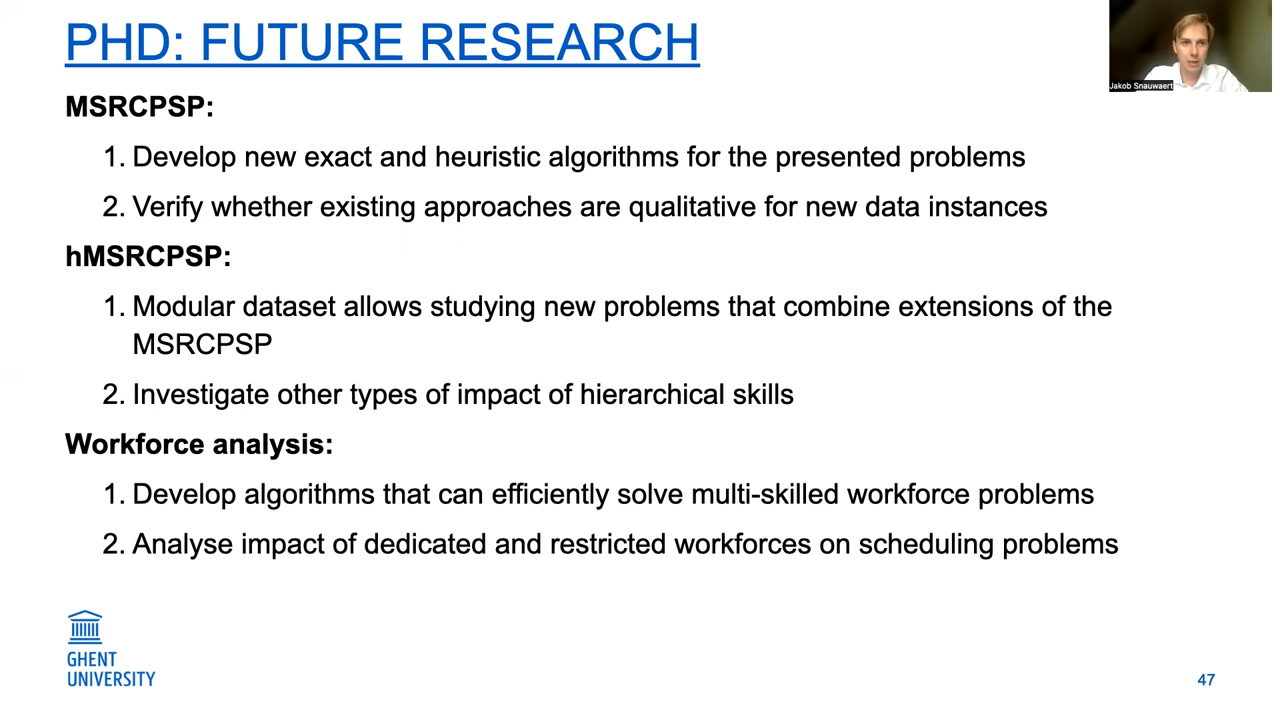 PHD: FUTURE RESEARCH
Jakob Snauwaert
MSRCPSP:
1. Develop new exact and heuristic algorithms for the presented problems
2. Verify whether existing approaches are qualitative for new data instances
hMSRCPSP:
1. Modular dataset allows studying new problems that combine extensions of the
MSRCPSP
2. Investigate other types of impact of hierarchical skills
Workforce analysis:
1. Develop algorithms that can efficiently solve multi-skilled workforce problems
2. Analyse impact of dedicated and restricted workforces on scheduling problems
GHENT
UNIVERSITY
47